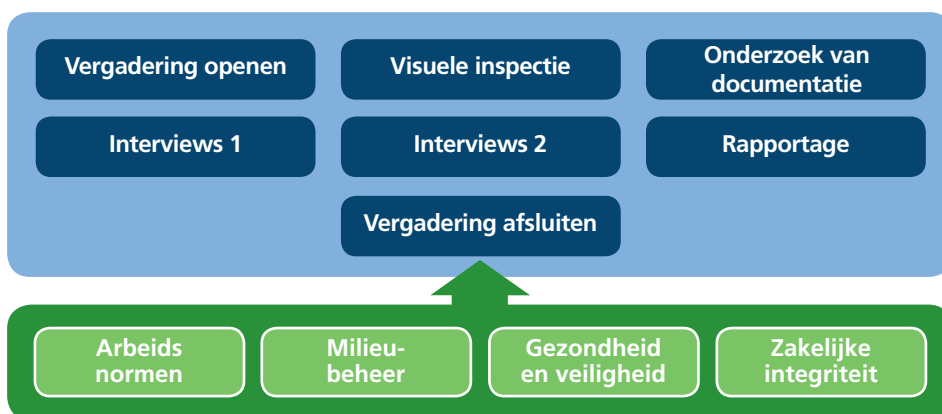 Vergadering openen
Visuele inspectie
Onderzoek van
documentatie
Interviews 1
Interviews 2
Rapportage
Vergadering afsluiten
Arbeids
normen
Milieu-
beheer
Gezondheid
en veiligheid
Zakelijke
integriteit